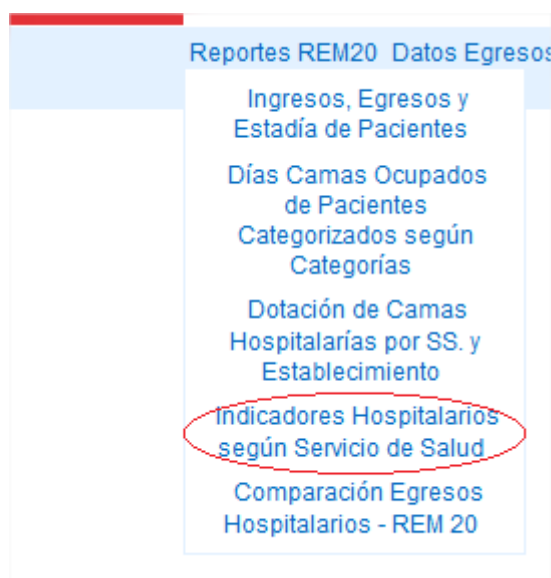 Reportes REM20 Datos Egresos
Ingresos, Egresos y
Estadía de Pacientes
Días Camas Ocupados
de Pacientes
Categorizados según
Categorías
Dotación de Camas
Hospitalarías por SS. y
Establecimiento
Indicadores Hospitalarios
según Servicio de Salud
Comparación Egresos
Hospitalarios - REM 20